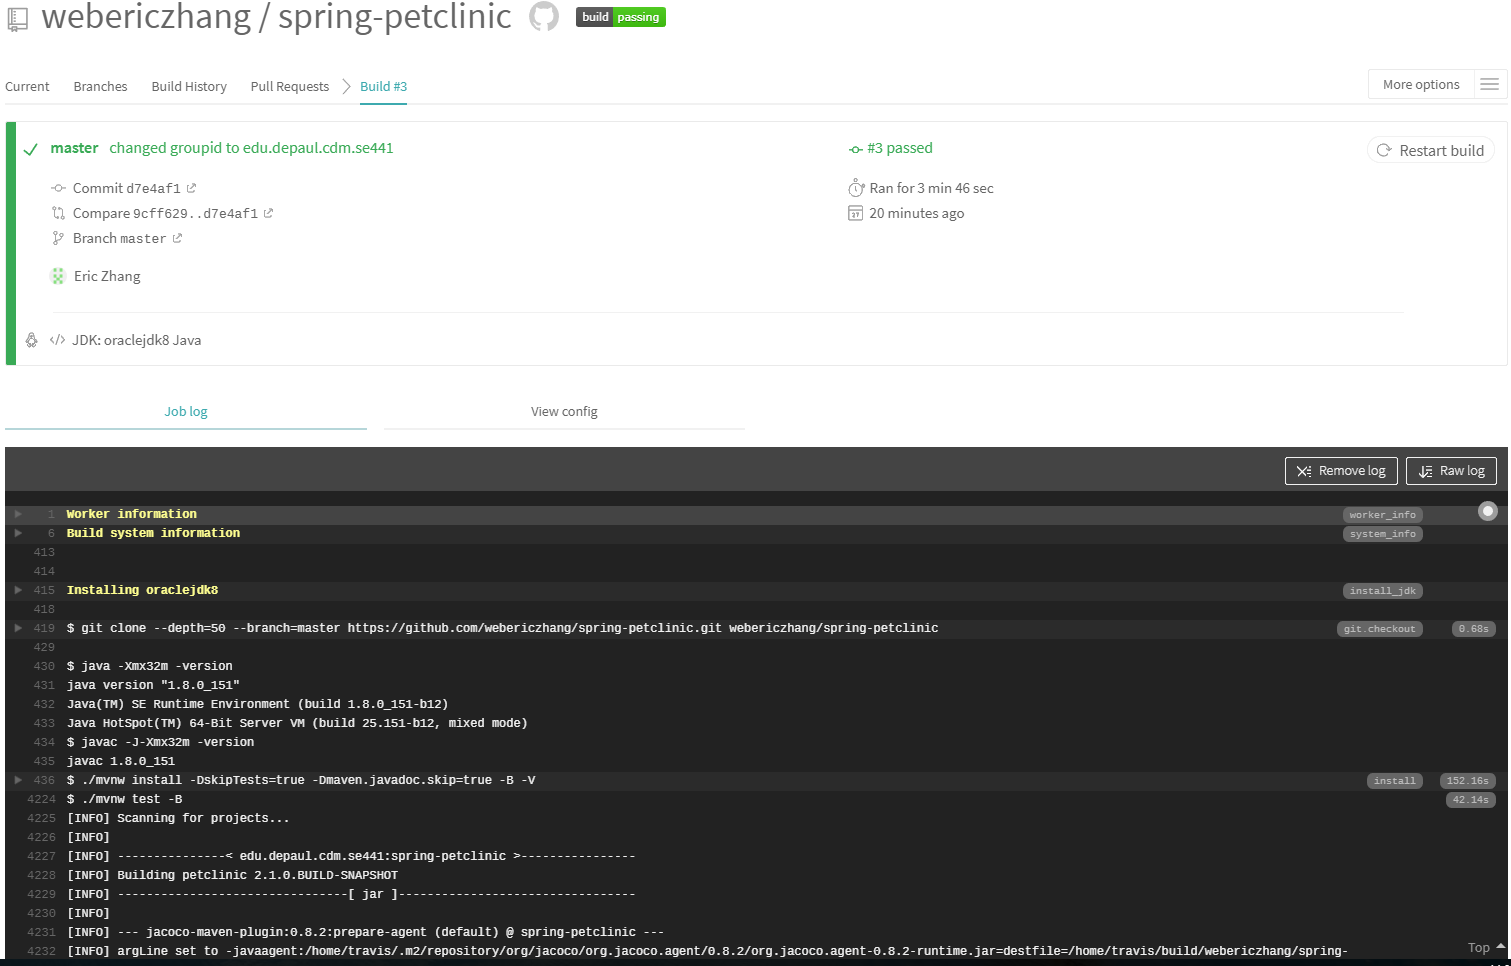 webericzhang / spring-petclinic build passing
Current Branches Build History Pull Requests Build #3 More options
master changed groupid to edu.depaul.cdm.se441 #3 passed Restart build
Commit d7e4af1 Ran for 3 min 46 sec
Compare 9cff629..d7e4af1 20 minutes ago
Branch master
Eric Zhang
JDK: oraclejdk8 Java
Job log View config
Remove log Raw log
1 Worker information worker_info
6 Build system information system_info
413
414
415 Installing oraclejdk8 install_jdk
418
419 $ git clone --depth=50 --branch=master https://github.com/webericzhang/spring-petclinic.git webericzhang/spring-petclinic git.checkout 0.68s
429
430 $ java -Xmx32m -version
431 java version "1.8.0_151"
432 Java(TM) SE Runtime Environment (build 1.8.0_151-b12)
433 Java HotSpot(TM) 64-Bit Server VM (build 25.151-b12, mixed mode)
434 $ javac -J-Xmx32m -version
435 javac 1.8.0_151
436 $ ./mvnw install -DskipTests=true -Dmaven.javadoc.skip=true -B -V install 152.16s
4224 $ ./mvnw test -B 42.14s
4225 [INFO] Scanning for projects...
4226 [INFO]
4227 [INFO] ---------------< edu.depaul.cdm.se441:spring-petclinic >----------------
4228 [INFO] Building petclinic 2.1.0.BUILD-SNAPSHOT
4229 [INFO] --------------------------------[ jar ]---------------------------------
4230 [INFO]
4231 [INFO] --- jacoco-maven-plugin:0.8.2:prepare-agent (default) @ spring-petclinic ---
4232 [INFO] argLine set to -javaagent:/home/travis/.m2/repository/org/jacoco/org.jacoco.agent/0.8.2/org.jacoco.agent-0.8.2-runtime.jar=destfile=/home/travis/build/webericzhang/spring- Top